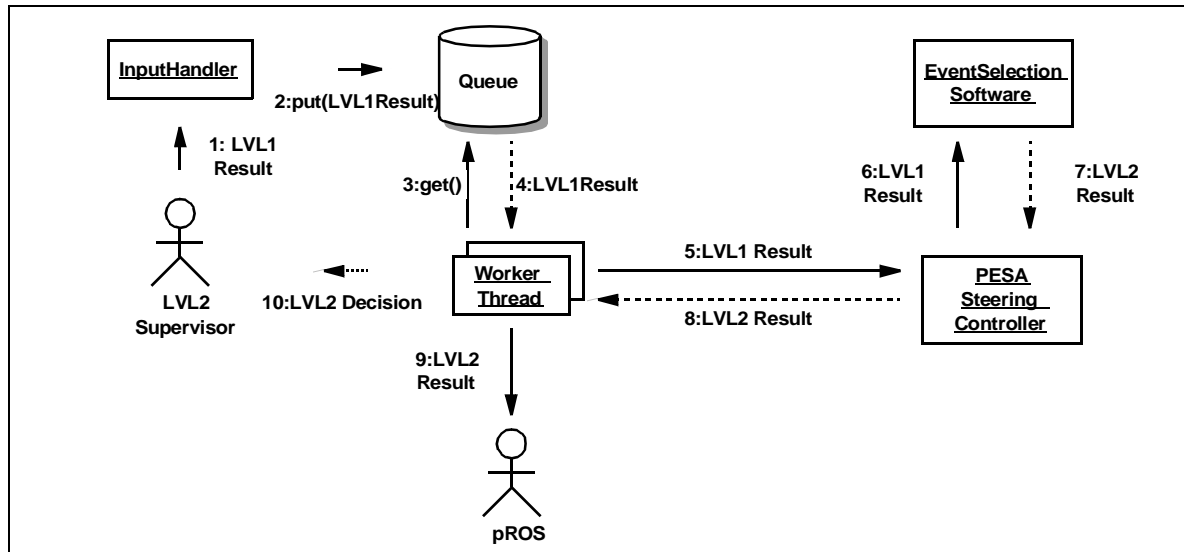 InputHandler
2:put(LVL1Result)
Queue
EventSelection
Software
1: LVL1
Result
3:get()
4:LVL1Result
6:LVL1
Result
7:LVL2
Result
LVL2
Supervisor
10:LVL2 Decision
Worker
Thread
5:LVL1 Result
8:LVL2 Result
PESA
Steering
Controller
9:LVL2
Result
pROS